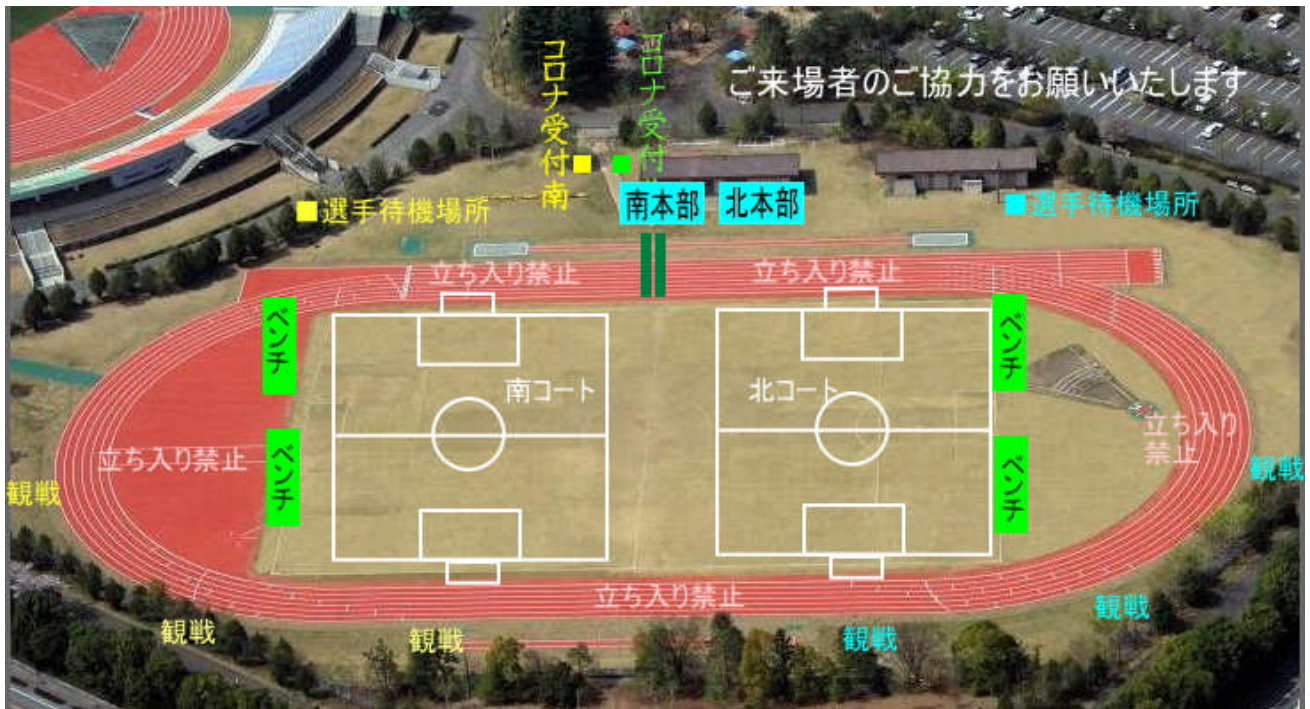 コロナ受付南
コロナ受付
ご来場者のご協力をお願いいたします
■選手待機場所
南本部
北本部
■選手待機場所
立ち入り禁止
立ち入り禁止
ベンチ
ベンチ
南コート
北コート
立ち入り禁止
立ち入り
禁止
ベンチ
ベンチ
観戦
観戦
立ち入り禁止
観戦
観戦
観戦
観戦